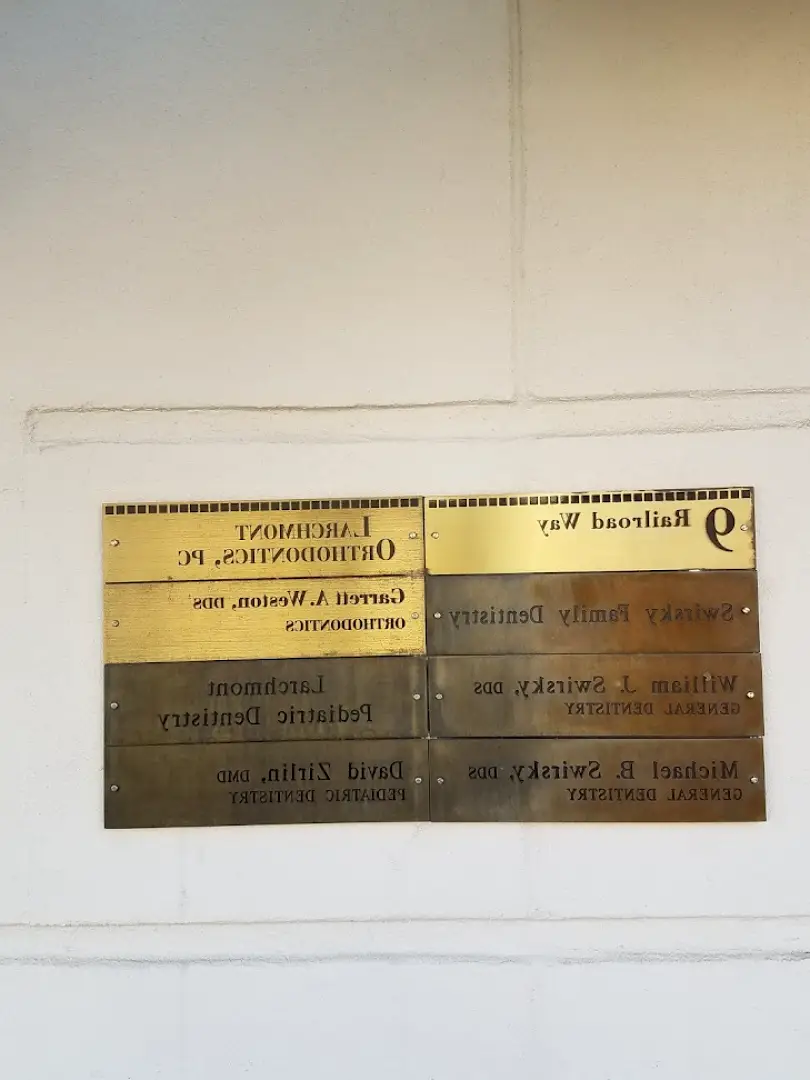 9 Railroad Way
Swirsky Family Dentistry
William J. Swirsky, DDS
GENERAL DENTISTRY
Michael B. Swirsky, DDS
GENERAL DENTISTRY
LARCHMONT
ORTHODONTICS, PC
Garrett A. Weston, DDS
ORTHODONTICS
Larchmont
Pediatric Dentistry
David Zirlin, DMD
PEDIATRIC DENTISTRY